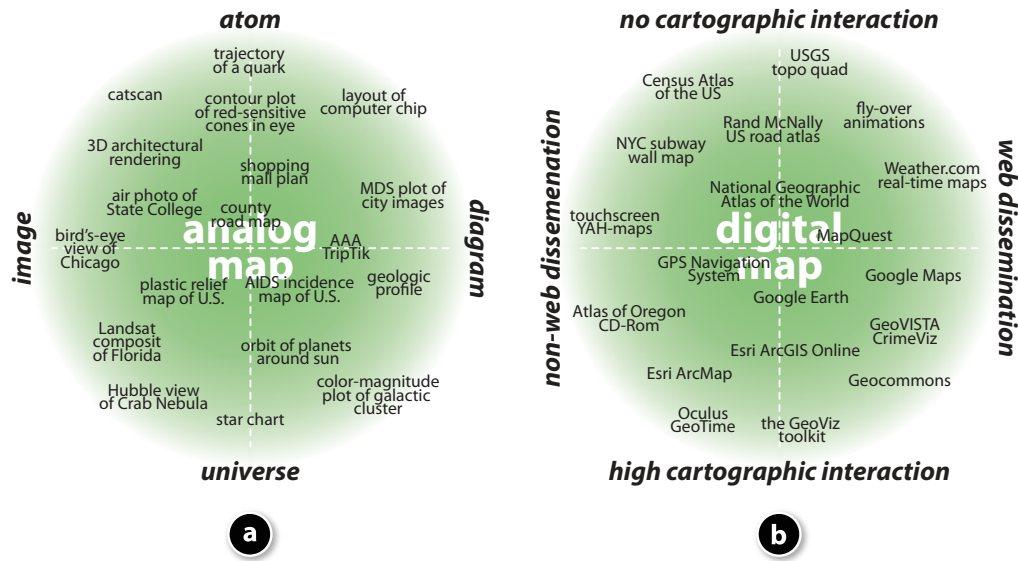 atom
trajectory
of a quark
catscan
contour plot
of red-sensitive
cones in eye
layout of
computer chip
3D architectural
rendering
shopping
mall plan
air photo of
State College
MDS plot of
city images
county
road map
image
analog
map
diagram
bird's-eye
view of
Chicago
AAA
TripTik
plastic relief
map of U.S.
AIDS incidence
map of U.S.
geologic
profile
Landsat
composit
of Florida
orbit of planets
around sun
Hubble view
of Crab Nebula
color-magnitude
plot of galactic
cluster
star chart
universe
a
no cartographic interaction
USGS
topo quad
Census Atlas
of the US
fly-over
animations
Rand McNally
US road atlas
NYC subway
wall map
Weather.com
real-time maps
National Geographic
Atlas of the World
non-web dissemenation
touchscreen
YAH-maps
digital
map
MapQuest
web dissemination
GPS Navigation
System
Google Maps
Google Earth
Atlas of Oregon
CD-Rom
GeoVISTA
CrimeViz
Esri ArcGIS Online
Esri ArcMap
Geocommons
Oculus
GeoTime
the GeoViz
toolkit
high cartographic interaction
b